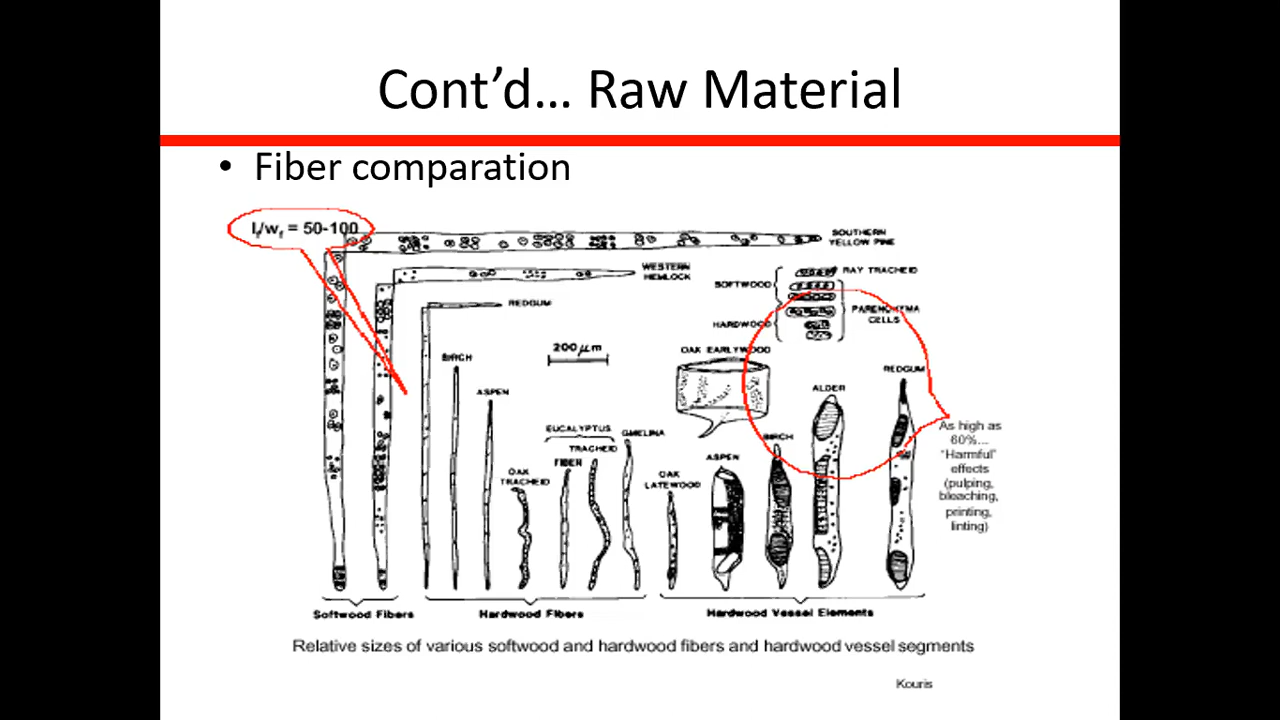 Cont’d… Raw Material
• Fiber comparation
lf/wf = 50-100
SOUTHERN
YELLOW PINE
WESTERN
HEMLOCK
RAY TRACHEID
SOFTWOOD
REDGUM
PARENCHYMA
CELLS
HARDWOOD
200 μm
OAK EARLYWOOD
BIRCH
REDGUM
ALDER
ASPEN
As high as
60%...
“Harmful”
effects
(pulping,
bleaching,
printing,
linting)
EUCALYPTUS
GMELINA
BIRCH
TRACHEID
ASPEN
FIBER
OAK
TRACHEID
OAK
LATEWOOD
Softwood Fibers
Hardwood Fibers
Hardwood Vessel Elements
Relative sizes of various softwood and hardwood fibers and hardwood vessel segments
Kouris